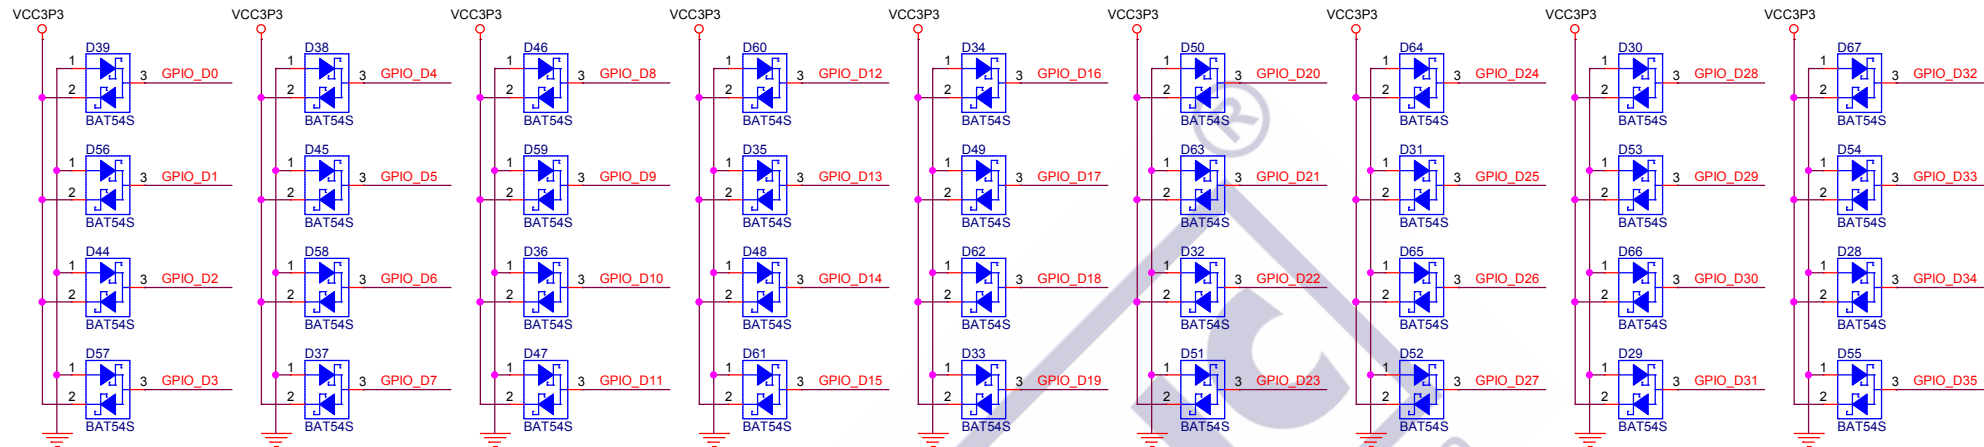 VCC3P3 VCC3P3 VCC3P3 VCC3P3 VCC3P3 VCC3P3 VCC3P3 VCC3P3 VCC3P3
D39 D38 D46 D60 D34 D50 D64 D30 D67
1 3 GPIO_D0 1 3 GPIO_D4 1 3 GPIO_D8 1 3 GPIO_D12 1 3 GPIO_D16 1 3 GPIO_D20 1 3 GPIO_D24 1 3 GPIO_D28 1 3 GPIO_D32
2 2 2 2 2 2 2 2 2
BAT54S BAT54S BAT54S BAT54S BAT54S BAT54S BAT54S BAT54S BAT54S
®
D56 D45 D59 D35 D49 D63 D31 D53 D54
1 3 GPIO_D1 1 3 GPIO_D5 1 3 GPIO_D9 1 3 GPIO_D13 1 3 GPIO_D17 1 3 GPIO_D21 1 3 GPIO_D25 1 3 GPIO_D29 1 3 GPIO_D33
2 2 2 2 2 2 2 2 2
BAT54S BAT54S BAT54S BAT54S BAT54S BAT54S BAT54S BAT54S BAT54S
D44 D58 D36 D48 D62 D32 D65 D66 D28
1 3 GPIO_D2 1 3 GPIO_D6 1 3 GPIO_D10 1 3 GPIO_D14 1 3 GPIO_D18 1 3 GPIO_D22 1 3 GPIO_D26 1 3 GPIO_D30 1 3 GPIO_D34
2 2 2 2 2 2 2 2 2
BAT54S BAT54S BAT54S BAT54S BAT54S BAT54S BAT54S BAT54S BAT54S
D57 D37 D47 D61 D33 D51 D52 D29 D55
1 3 GPIO_D3 1 3 GPIO_D7 1 3 GPIO_D11 1 3 GPIO_D15 1 3 GPIO_D19 1 3 GPIO_D23 1 3 GPIO_D27 1 3 GPIO_D31 1 3 GPIO_D35
2 2 2 2 2 2 2 2 2
BAT54S BAT54S BAT54S BAT54S BAT54S BAT54S BAT54S BAT54S BAT54S